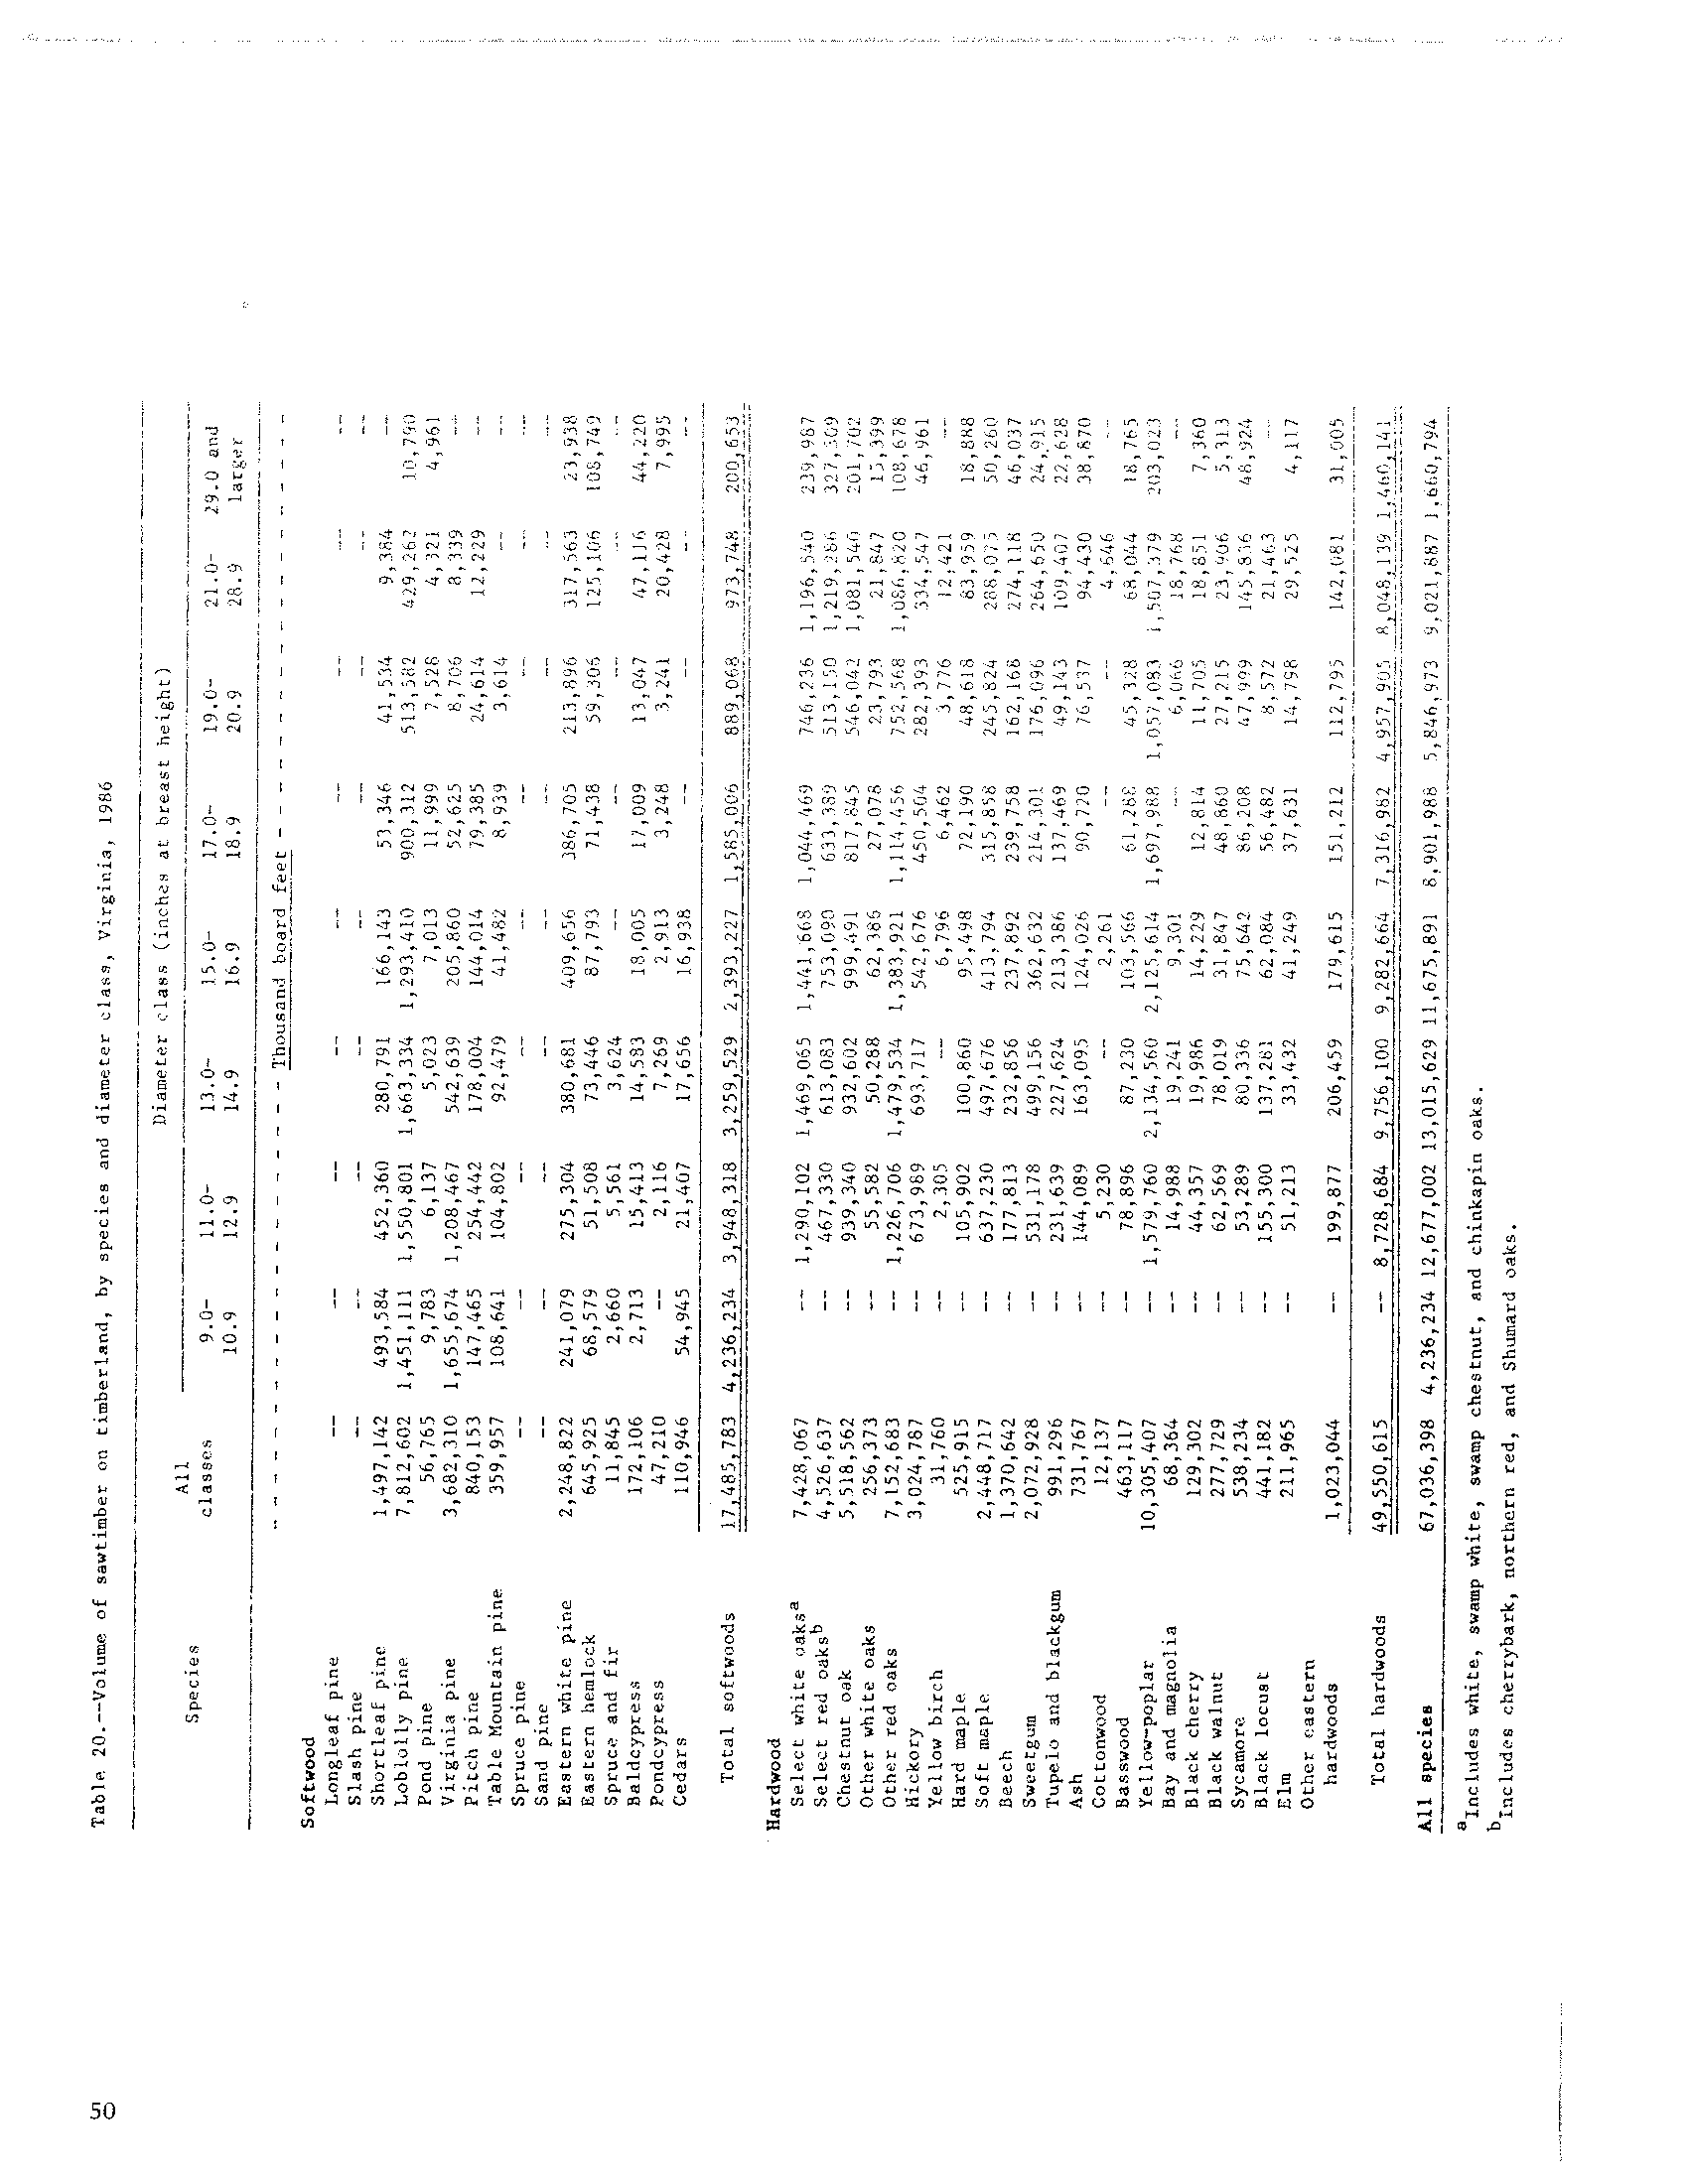 Table 20.--Volume of sawtimber on timberland, by species and diameter class, Virginia, 1986
Diameter class (inches at breast height)
Species All classes 9.0-10.9 11.0-12.9 13.0-14.9 15.0-16.9 17.0-18.9 19.0-20.9 21.0-28.9 29.0 and larger
- - - Thousand board feet - - -
Softwood
Longleaf pine -- -- -- -- -- -- -- -- --
Slash pine -- -- -- -- -- -- -- -- --
Shortleaf pine 1,497,142 493,584 452,360 280,791 166,143 53,346 41,534 9,384 --
Loblolly pine 7,812,602 1,451,111 1,550,801 1,663,334 1,293,410 900,312 513,582 429,262 10,790
Pond pine 56,765 9,783 6,137 5,023 7,013 11,999 7,528 4,321 4,961
Virginia pine 3,682,310 1,655,674 1,208,467 542,639 205,860 52,625 8,706 8,339 --
Pitch pine 840,153 147,465 254,442 178,004 144,014 79,385 24,614 12,229 --
Table Mountain pine 359,957 108,641 104,802 92,479 41,482 8,939 3,614 -- --
Spruce pine -- -- -- -- -- -- -- -- --
Sand pine -- -- -- -- -- -- -- -- --
Eastern white pine 2,248,822 241,079 275,304 380,681 409,656 386,705 213,896 317,563 23,938
Eastern hemlock 645,925 68,579 51,508 73,446 87,793 71,438 59,306 125,106 108,749
Spruce and fir 11,845 2,660 5,561 3,624 -- -- -- -- --
Baldcypress 172,106 2,713 15,413 14,583 18,005 17,009 13,047 47,116 44,220
Pondcypress 47,210 -- 2,116 7,269 2,913 3,248 3,241 20,428 7,995
Cedars 110,946 54,945 21,407 17,656 16,938 -- -- -- --
Total softwoods 17,485,783 4,236,234 3,948,318 3,259,529 2,393,227 1,585,006 889,068 973,748 200,653
Hardwood
Select white oaksa 7,428,067 -- 1,290,102 1,469,065 1,441,668 1,044,469 746,236 1,196,540 239,987
Select red oaksb 4,526,637 -- 467,330 613,083 753,090 633,389 513,150 1,219,286 327,309
Chestnut oak 5,518,562 -- 939,340 932,602 999,491 817,845 546,042 1,081,540 201,702
Other white oaks 256,373 -- 55,582 50,288 62,386 27,078 23,793 21,847 15,399
Other red oaks 7,152,683 -- 1,226,706 1,479,534 1,383,921 1,114,456 752,568 1,086,820 108,678
Hickory 3,024,787 -- 673,989 693,717 542,676 450,504 282,393 334,547 46,961
Yellow birch 31,760 -- 2,305 -- 6,796 6,462 3,776 12,421 --
Hard maple 525,915 -- 105,902 100,860 95,498 72,190 48,618 83,959 18,888
Soft maple 2,448,717 -- 637,230 497,676 413,794 315,858 245,824 288,075 50,260
Beech 1,370,642 -- 177,813 232,856 237,892 239,758 162,168 274,118 46,037
Sweetgum 2,072,928 -- 531,178 499,156 362,632 214,301 176,096 264,650 24,915
Tupelo and blackgum 991,296 -- 231,639 227,624 213,386 137,469 49,143 109,407 22,628
Ash 731,767 -- 144,089 163,095 124,026 90,720 76,537 94,430 38,870
Cottonwood 12,137 -- 5,230 -- 2,261 -- -- 4,646 --
Basswood 463,117 -- 78,896 87,230 103,566 61,288 45,328 68,044 18,765
Yellow-poplar 10,305,407 -- 1,579,760 2,134,560 2,125,614 1,697,988 1,057,083 1,507,379 203,023
Bay and magnolia 68,364 -- 14,988 19,241 9,301 -- 6,066 18,768 --
Black cherry 129,302 -- 44,357 19,986 14,229 12,814 11,705 18,851 7,360
Black walnut 277,729 -- 62,569 78,019 31,847 48,860 27,215 23,906 5,313
Sycamore 538,234 -- 53,289 80,336 75,642 86,208 47,999 145,836 48,924
Black locust 441,182 -- 155,300 137,281 62,084 56,482 8,572 21,463 --
Elm 211,965 -- 51,213 33,432 41,249 37,631 14,798 29,525 4,117
Other eastern
hardwoods 1,023,044 -- 199,877 206,459 179,615 151,212 112,795 142,081 31,005
Total hardwoods 49,550,615 -- 8,728,684 9,756,100 9,282,664 7,316,982 4,957,905 8,048,139 1,460,141
All species 67,036,398 4,236,234 12,677,002 13,015,629 11,675,891 8,901,988 5,846,973 9,021,887 1,660,794
aIncludes white, swamp white, swamp chestnut, and chinkapin oaks.
bIncludes cherrybark, northern red, and Shumard oaks.
50